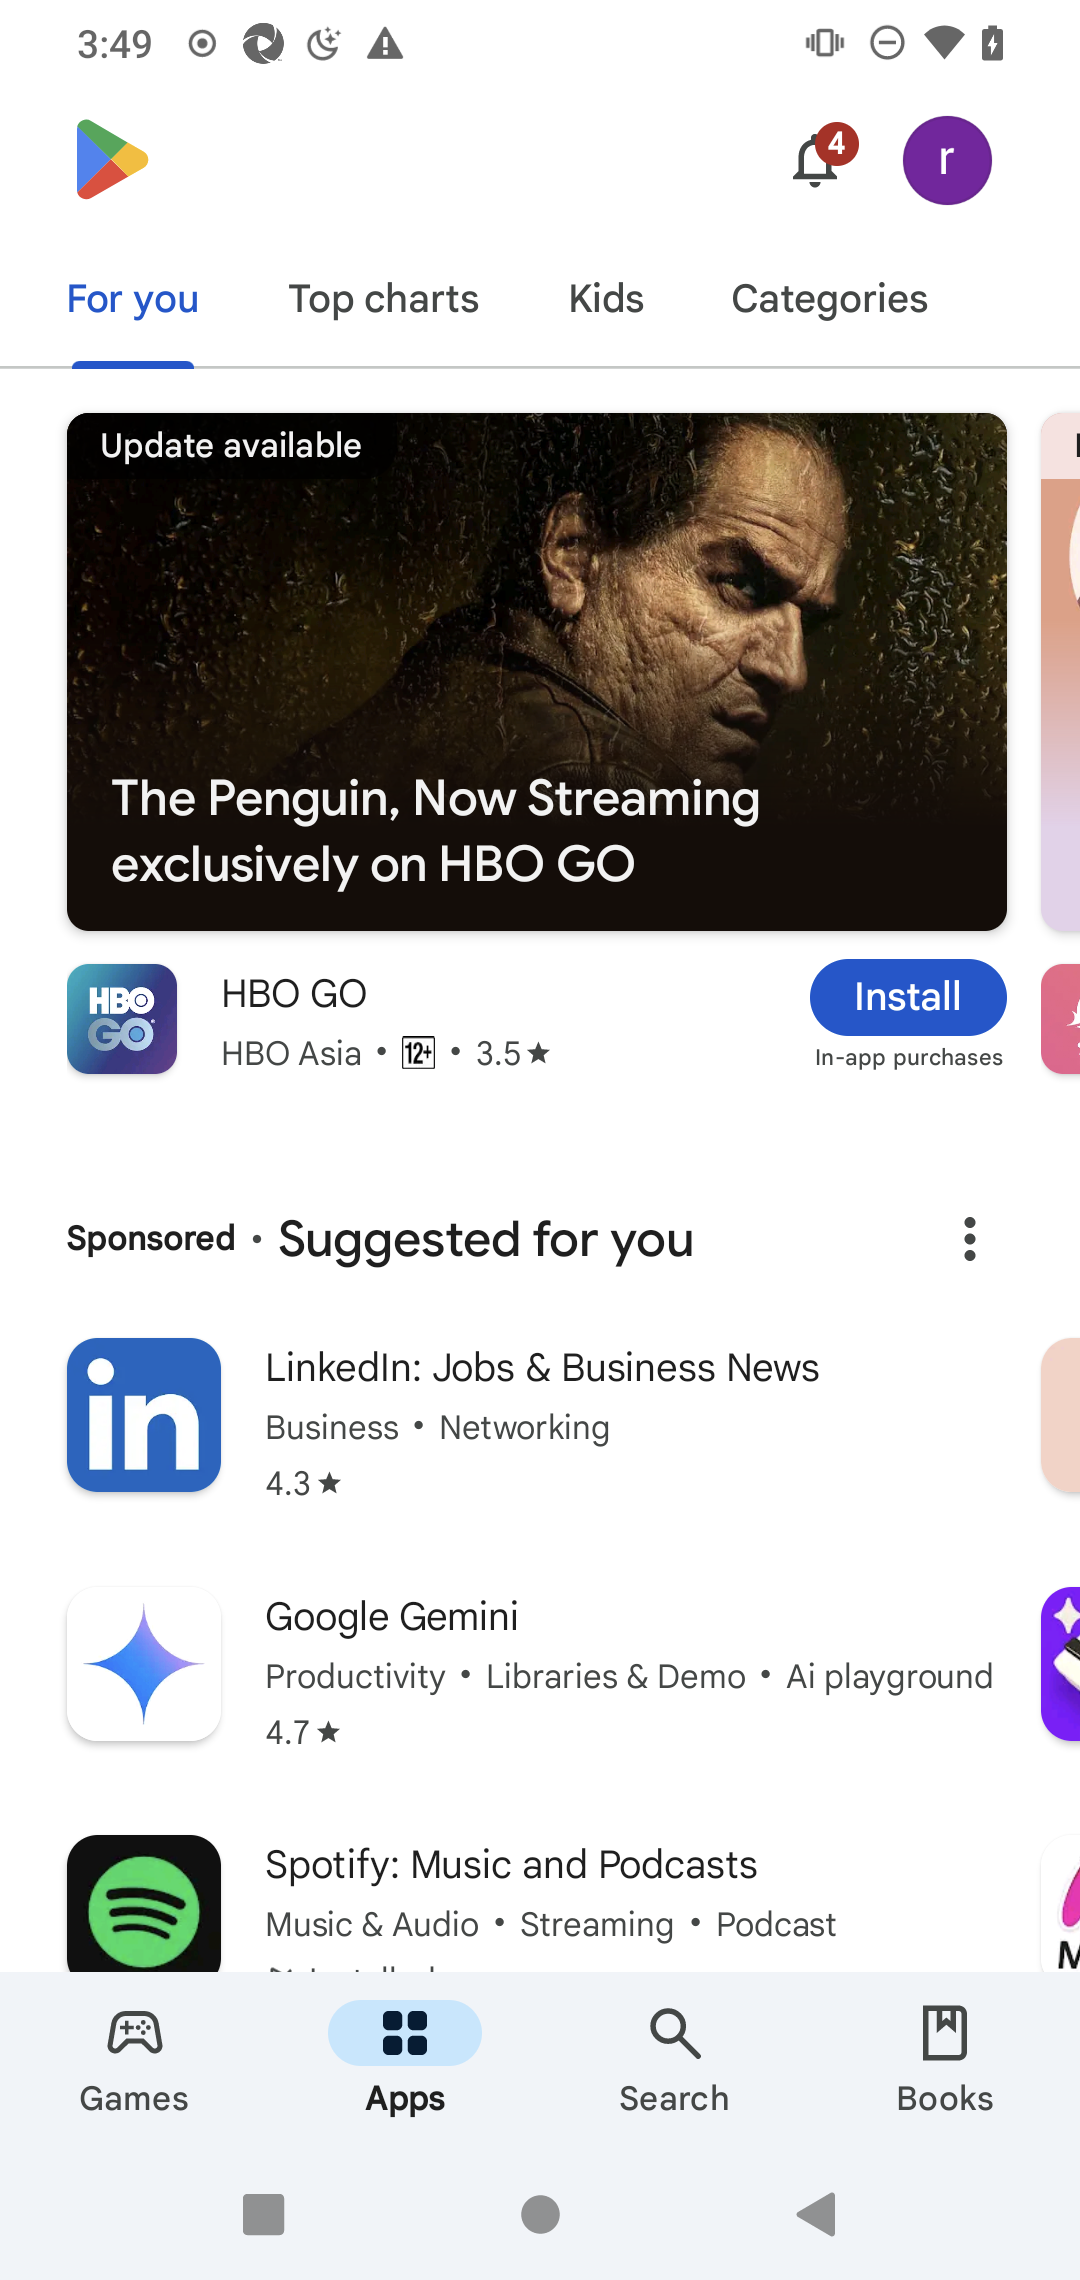 3:49
4
r
For you Top charts Kids Categories
Update available
The Penguin, Now Streaming
exclusively on HBO GO
HBO GO
HBO GO
Install
HBO Asia • 12+ • 3.5★
In-app purchases
Sponsored • Suggested for you
in
LinkedIn: Jobs & Business News
Business • Networking
4.3★
Google Gemini
Productivity • Libraries & Demo • Ai playground
4.7★
Spotify: Music and Podcasts
Music & Audio • Streaming • Podcast
Games Apps Search Books